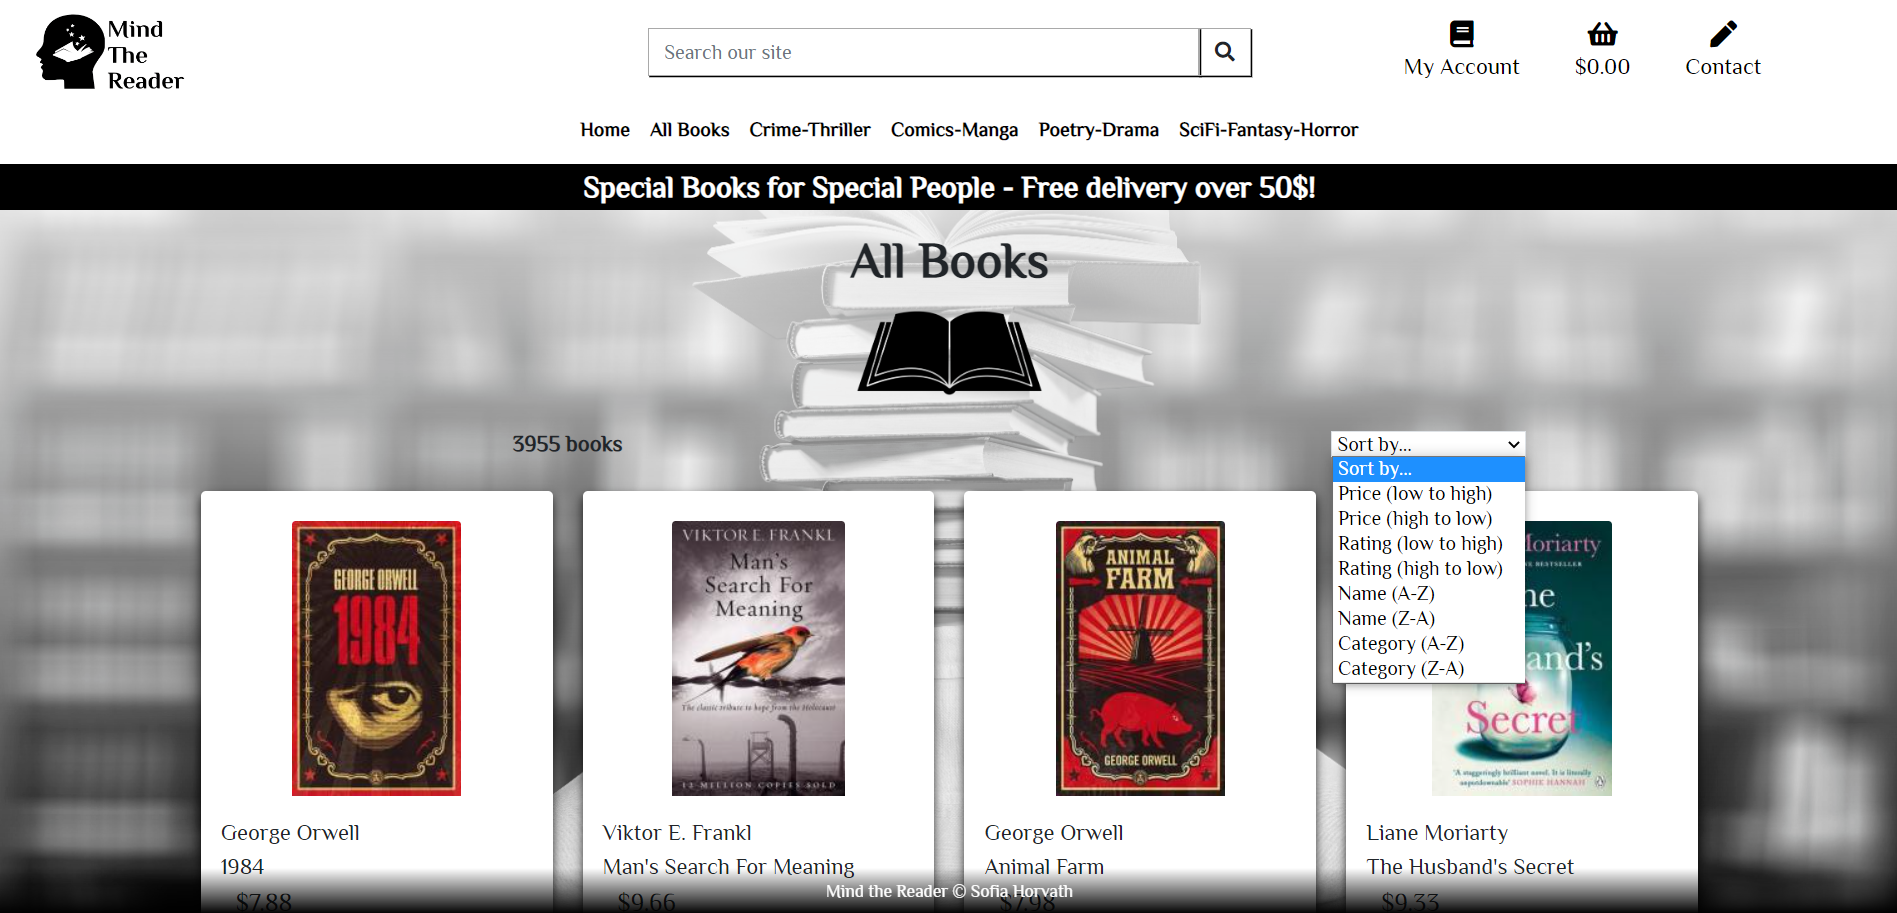 Mind
The
Reader
Search our site
My Account
$0.00
Contact
Home All Books Crime-Thriller Comics-Manga Poetry-Drama SciFi-Fantasy-Horror
Special Books for Special People - Free delivery over 50$!
All Books
3955 books
Sort by...
Sort by...
Price (low to high)
Price (high to low)
Rating (low to high)
Rating (high to low)
Name (A-Z)
Name (Z-A)
Category (A-Z)
Category (Z-A)
GEORGE ORWELL
1984
VIKTOR E. FRANKL
Man's
Search For
Meaning
The classic tribute to hope from the Holocaust
12 MILLION COPIES SOLD
ANIMAL
FARM
GEORGE ORWELL
Moriarty
BESTSELLER
and's
Secret
'A staggeringly brilliant novel. It is literally
unputdownable' SOPHIE HANNAH
George Orwell
1984
$7.88
Viktor E. Frankl
Man's Search For Meaning
$9.66
George Orwell
Animal Farm
$7.98
Liane Moriarty
The Husband's Secret
$9.33
Mind the Reader © Sofia Horvath